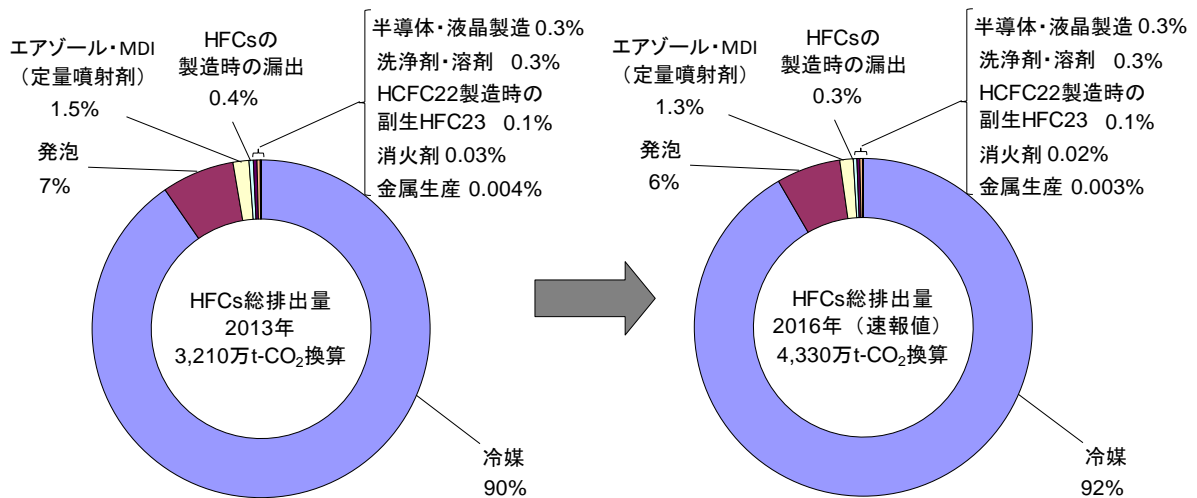 エアゾール・MDI
(定量噴射剤)
1.5%
HFCsの
製造時の漏出
0.4%
半導体・液晶製造 0.3%
洗浄剤・溶剤 0.3%
HCFC22製造時の
副生HFC23 0.1%
消火剤 0.03%
金属生産 0.004%
発泡
7%
HFCs総排出量
2013年
3,210万t-CO₂換算
冷媒
90%
エアゾール・MDI
(定量噴射剤)
1.3%
HFCsの
製造時の漏出
0.3%
半導体・液晶製造 0.3%
洗浄剤・溶剤 0.3%
HCFC22製造時の
副生HFC23 0.1%
消火剤 0.02%
金属生産 0.003%
発泡
6%
HFCs総排出量
2016年(速報値)
4,330万t-CO₂換算
冷媒
92%